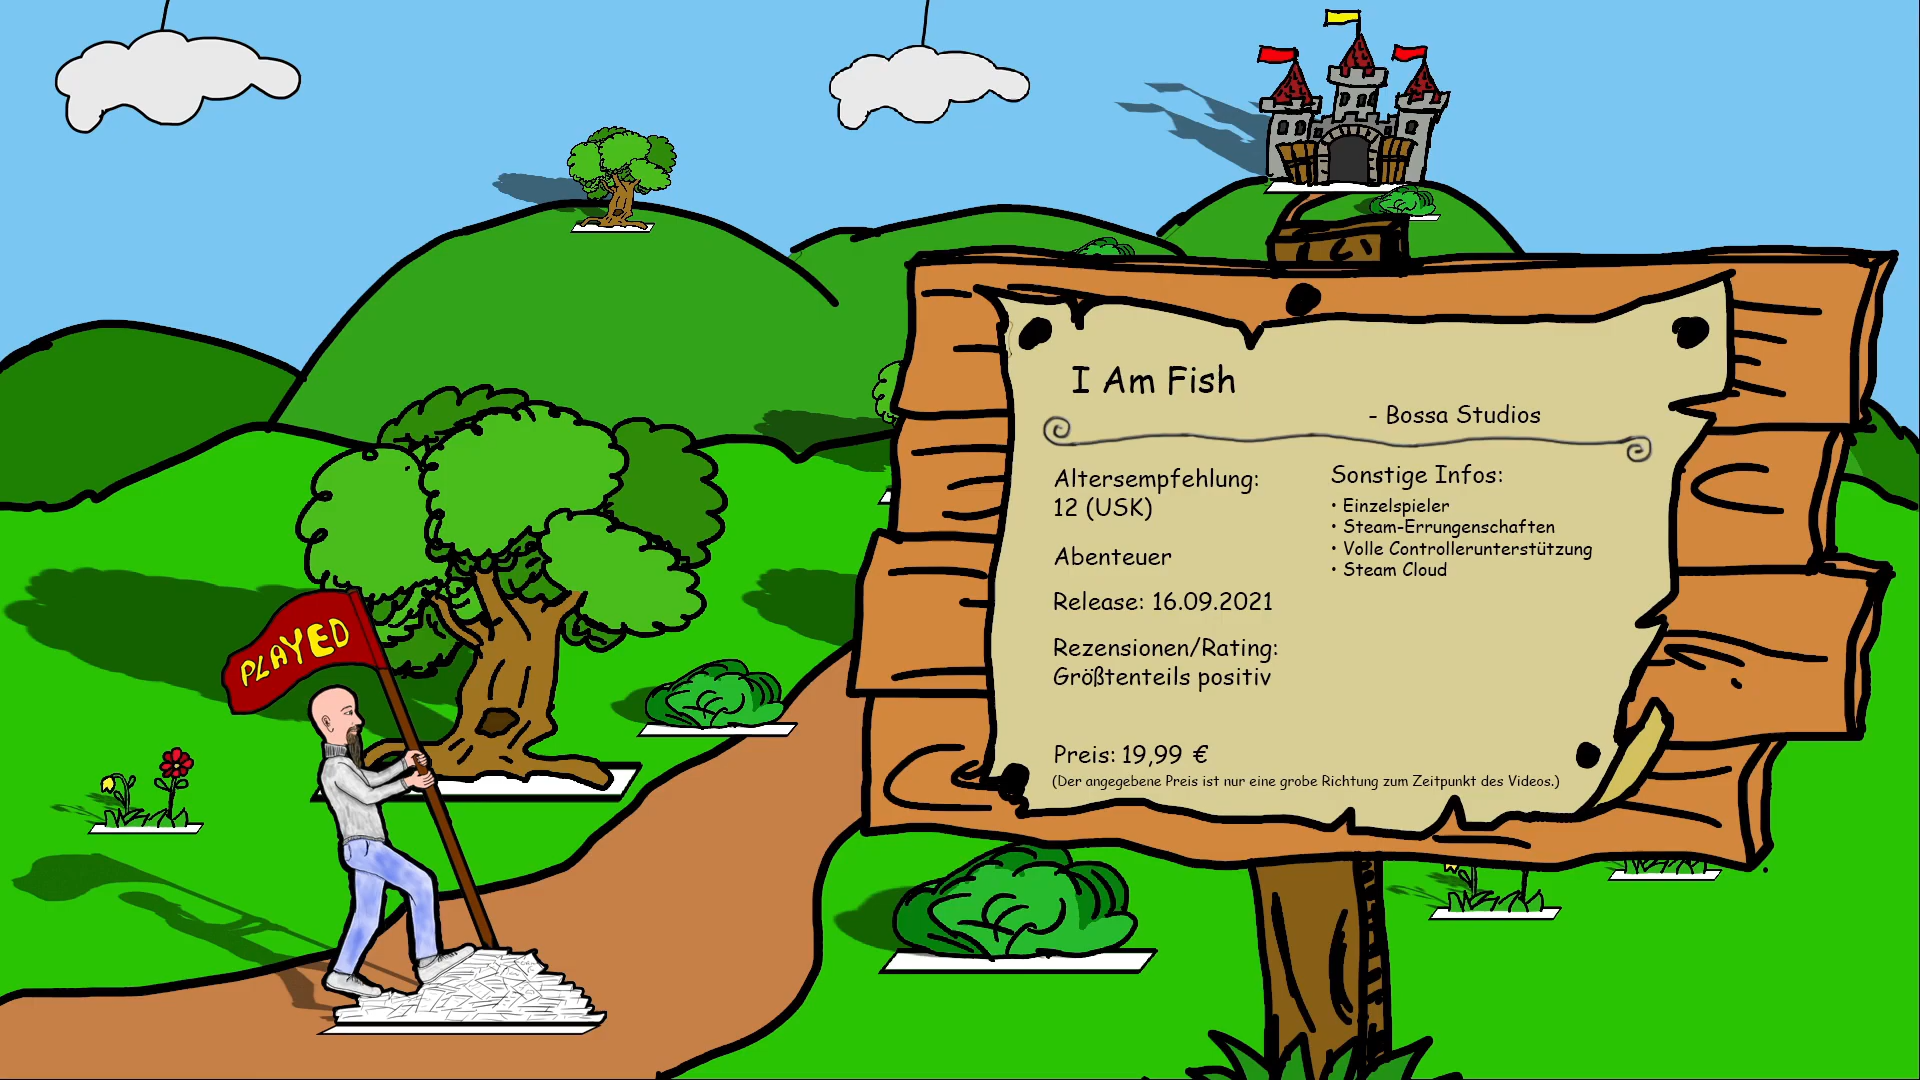 PLAYED
I Am Fish
- Bossa Studios
Altersempfehlung:
12 (USK)
Abenteuer
Release: 16.09.2021
Rezensionen/Rating:
Größtenteils positiv
Preis: 19,99 €
(Der angegebene Preis ist nur eine grobe Richtung zum Zeitpunkt des Videos.)
Sonstige Infos:
• Einzelspieler
• Steam-Errungenschaften
• Volle Controllerunterstützung
• Steam Cloud